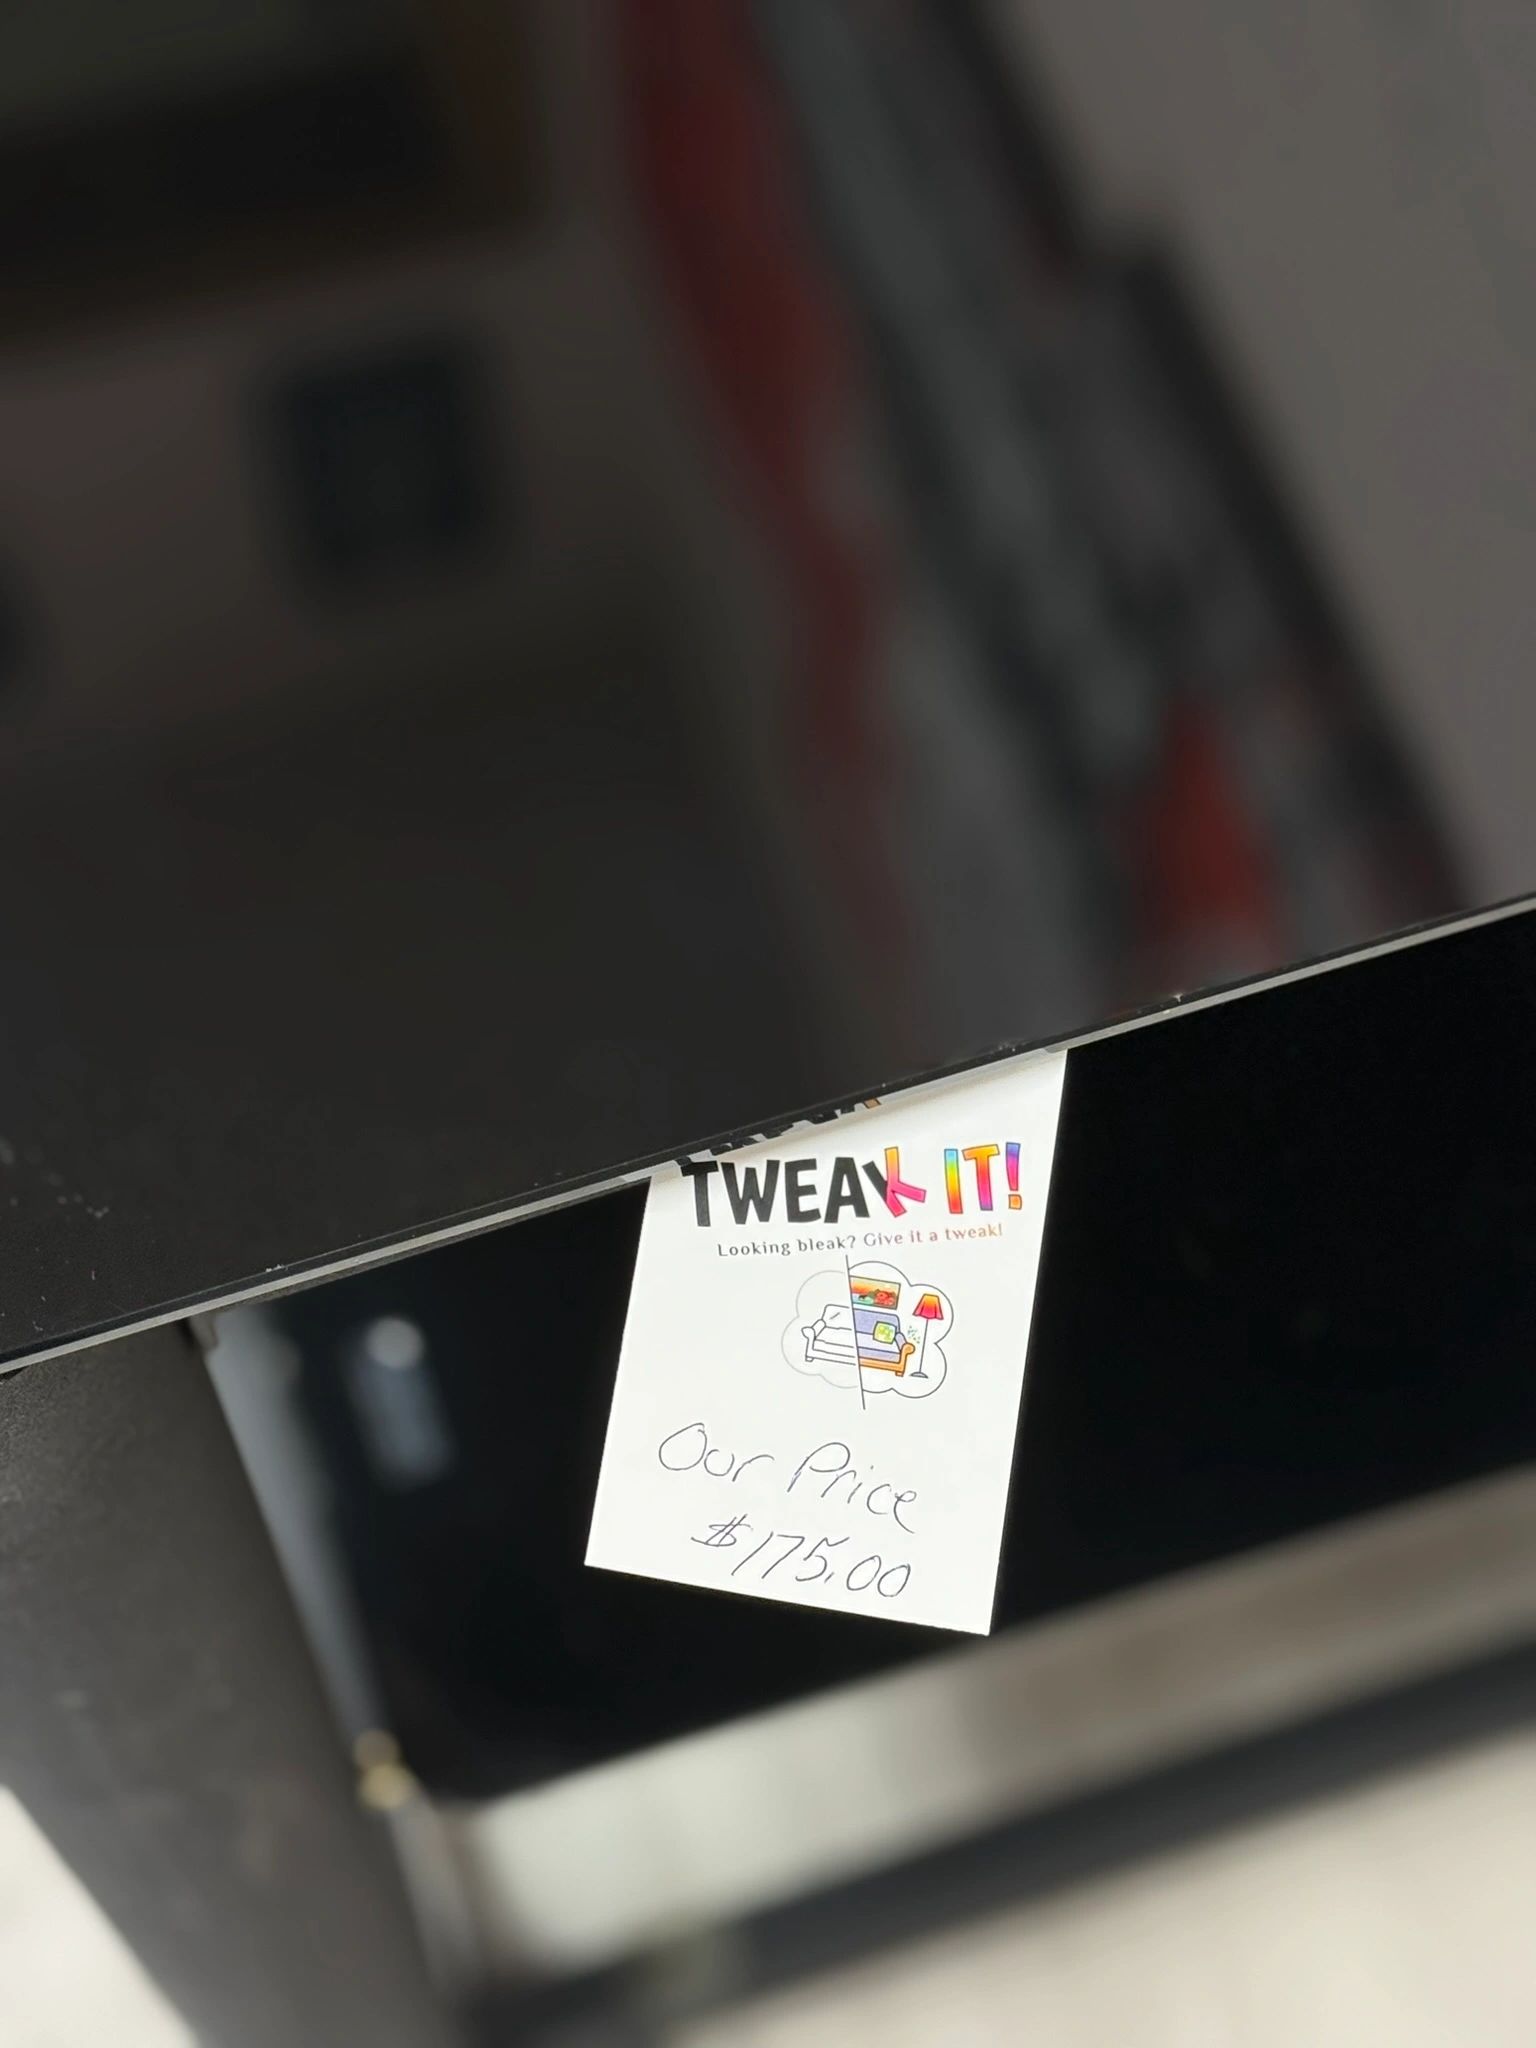 TWEAK IT!
Looking bleak? Give it a tweak!
Our Price
$175.00